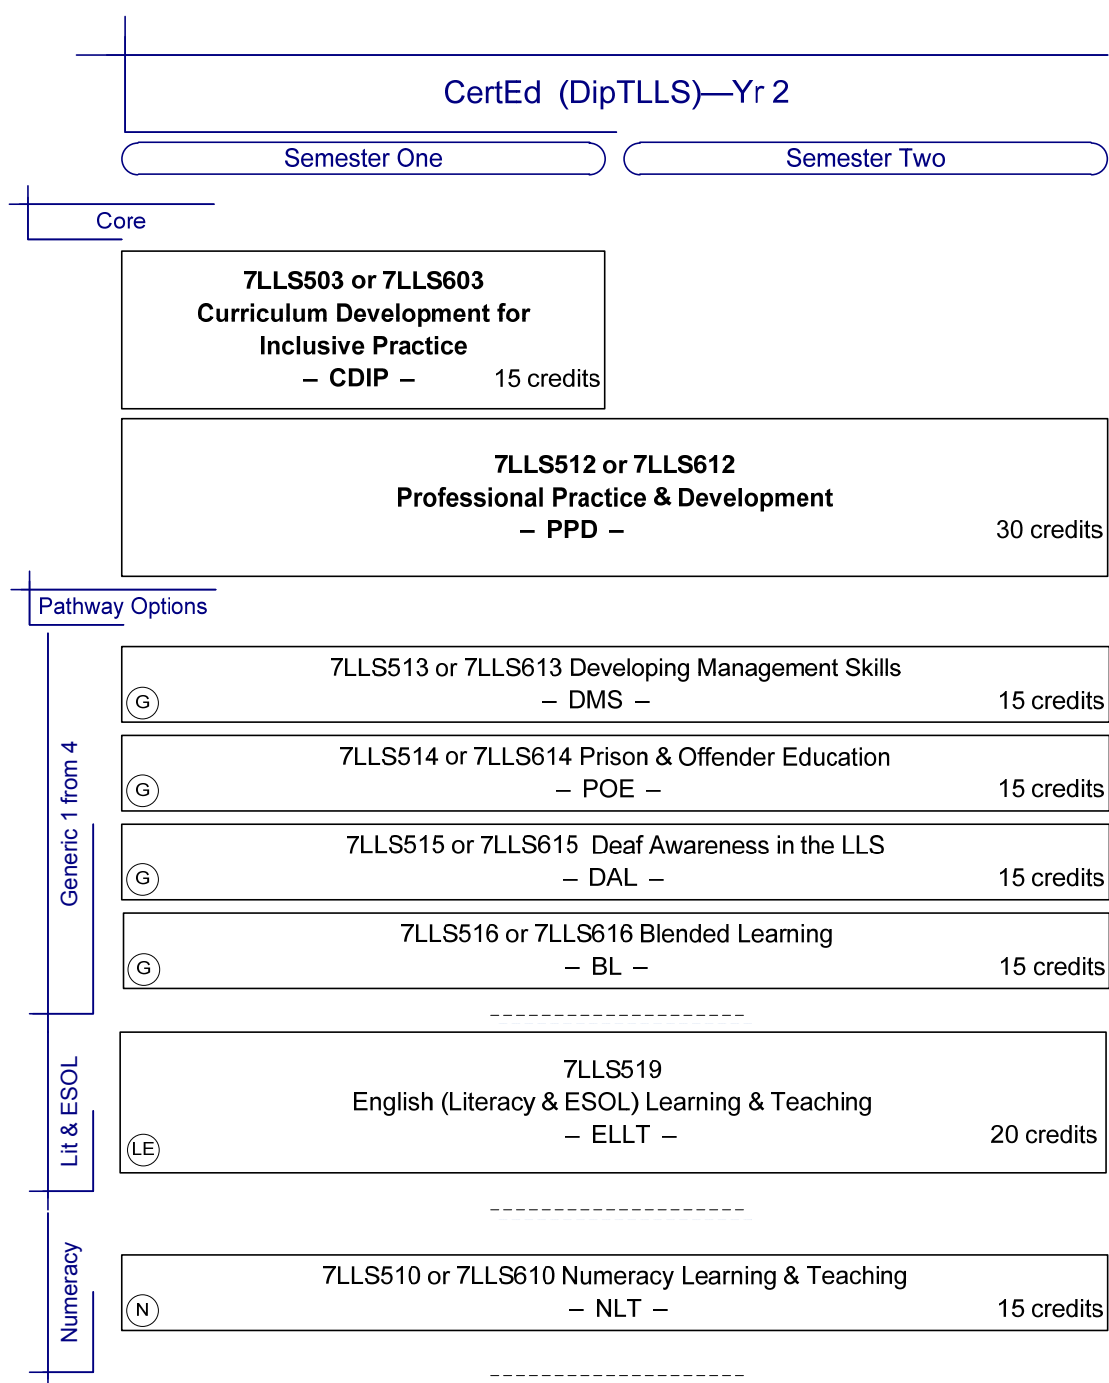 CertEd (DipTLLS)—Yr 2
Semester One
Semester Two
Core
7LLS503 or 7LLS603
Curriculum Development for
Inclusive Practice
– CDIP –
15 credits
7LLS512 or 7LLS612
Professional Practice & Development
– PPD –
30 credits
Pathway Options
Generic 1 from 4
7LLS513 or 7LLS613 Developing Management Skills
G
– DMS –
15 credits
7LLS514 or 7LLS614 Prison & Offender Education
G
– POE –
15 credits
7LLS515 or 7LLS615 Deaf Awareness in the LLS
G
– DAL –
15 credits
7LLS516 or 7LLS616 Blended Learning
G
– BL –
15 credits
Lit & ESOL
7LLS519
English (Literacy & ESOL) Learning & Teaching
– ELLT –
20 credits
LE
Numeracy
7LLS510 or 7LLS610 Numeracy Learning & Teaching
N
– NLT –
15 credits